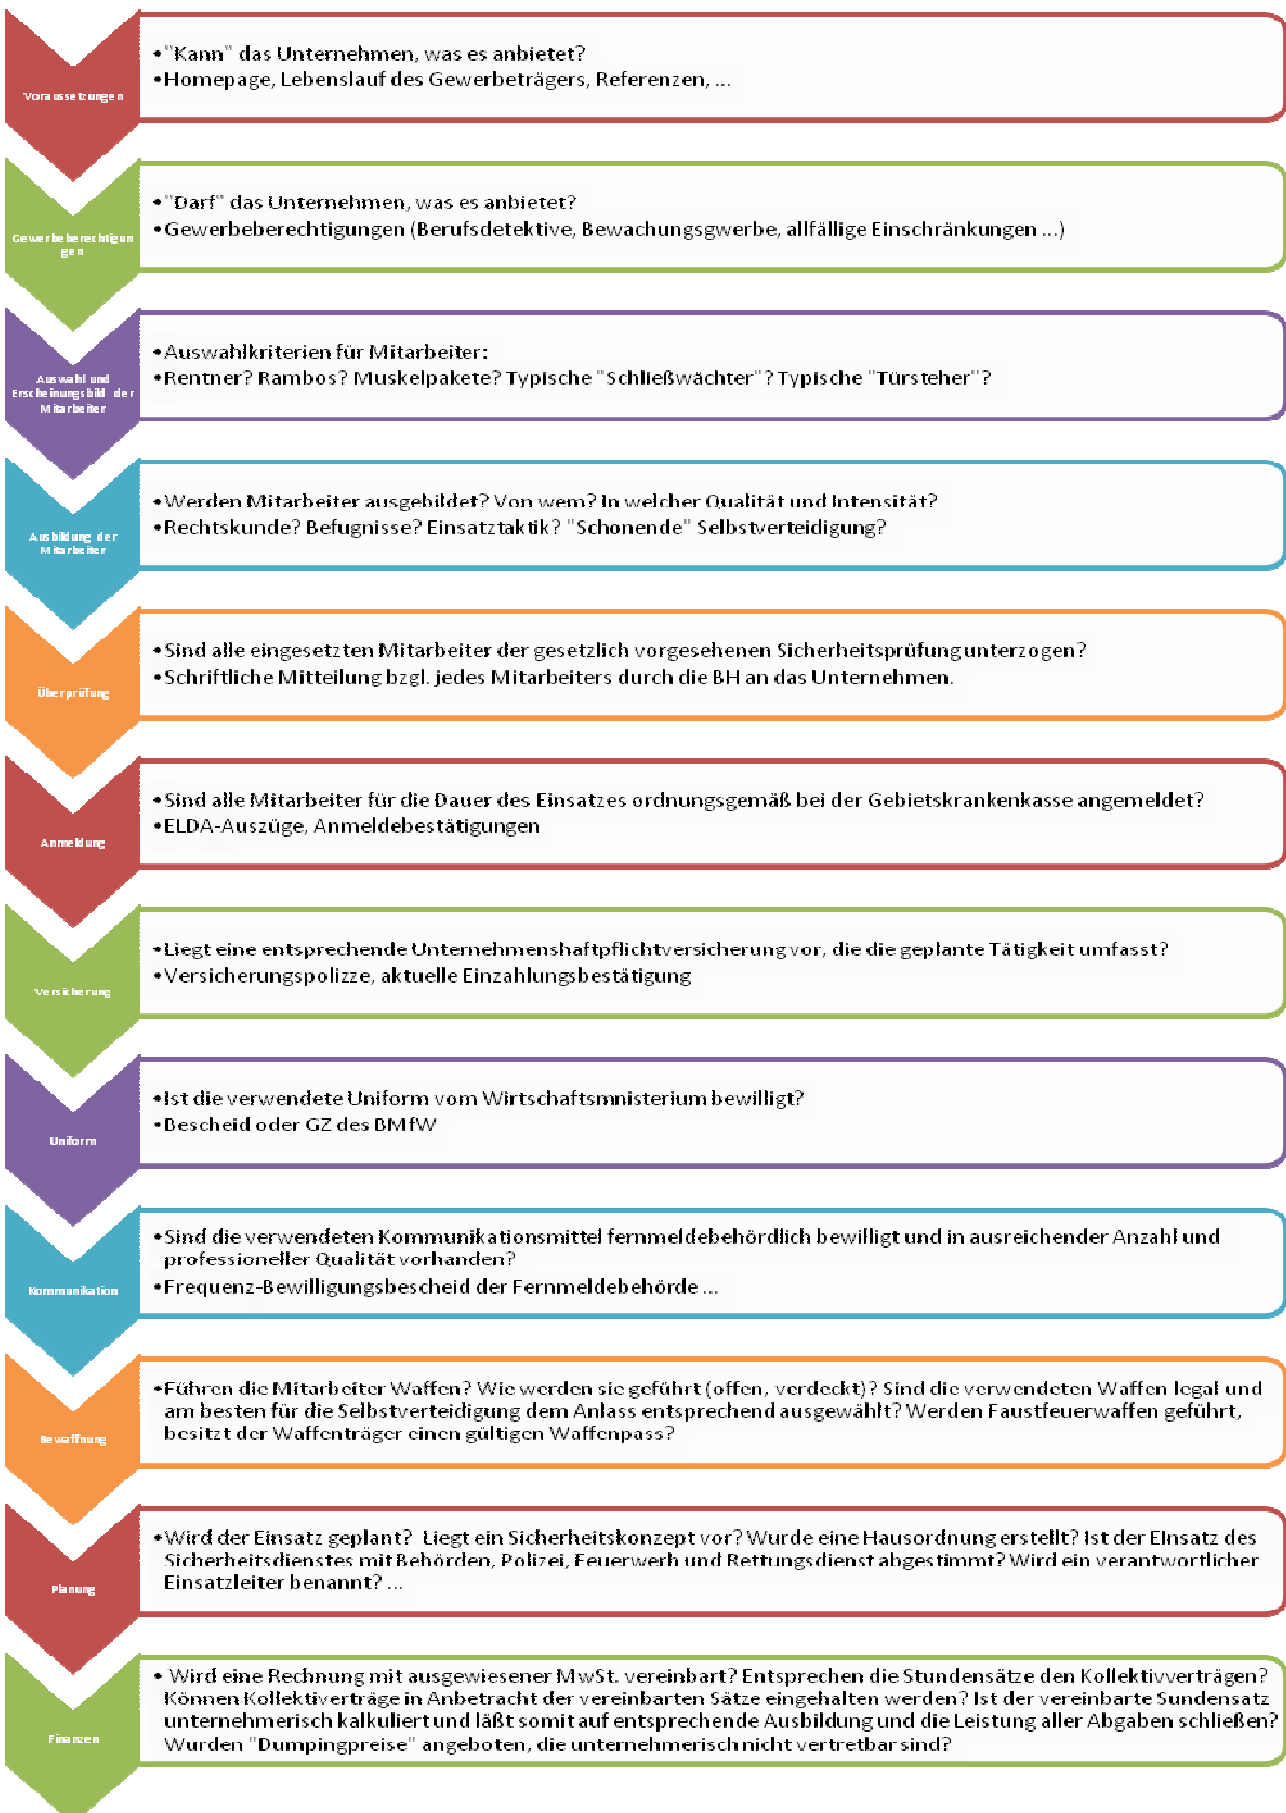 Voraussetzungen
• "Kann" das Unternehmen, was es anbietet?
• Homepage, Lebenslauf des Gewerbeträgers, Referenzen, ...
Gewerbeberechtigun
gen
• "Darf" das Unternehmen, was es anbietet?
• Gewerbeberechtigungen (Berufsdetektive, Bewachungsgwerbe, allfällige Einschränkungen ...)
Auswahl und
Erscheinungsbild der
Mitarbeiter
• Auswahlkriterien für Mitarbeiter:
• Rentner? Rambos? Muskelpakete? Typische "Schließwächter"? Typische "Türsteher"?
Ausbildung der
Mitarbeiter
• Werden Mitarbeiter ausgebildet? Von wem? In welcher Qualität und Intensität?
• Rechtskunde? Befugnisse? Einsatztaktik? "Schonende" Selbstverteidigung?
Überprüfung
• Sind alle eingesetzten Mitarbeiter der gesetzlich vorgesehenen Sicherheitsprüfung unterzogen?
• Schriftliche Mitteilung bzgl. jedes Mitarbeiters durch die BH an das Unternehmen.
Anmeldung
• Sind alle Mitarbeiter für die Dauer des Einsatzes ordnungsgemäß bei der Gebietskrankenkasse angemeldet?
• ELDA-Auszüge, Anmeldebestätigungen
Versicherung
• Liegt eine entsprechende Unternehmenshaftpflichtversicherung vor, die die geplante Tätigkeit umfasst?
• Versicherungspolizze, aktuelle Einzahlungsbestätigung
Uniform
• Ist die verwendete Uniform vom Wirtschaftsmnisterium bewilligt?
• Bescheid oder GZ des BMfW
Kommunikation
• Sind die verwendeten Kommunikationsmittel fernmeldebehördlich bewilligt und in ausreichender Anzahl und
professioneller Qualität vorhanden?
• Frequenz-Bewilligungsbescheid der Fernmeldebehörde ...
Bewaffnung
• Führen die Mitarbeiter Waffen? Wie werden sie geführt (offen, verdeckt)? Sind die verwendeten Waffen legal und
am besten für die Selbstverteidigung dem Anlass entsprechend ausgewählt? Werden Faustfeuerwaffen geführt,
besitzt der Waffenträger einen gültigen Waffenpass?
Planung
• Wird der Einsatz geplant? Liegt ein Sicherheitskonzept vor? Wurde eine Hausordnung erstellt? Ist der EInsatz des
Sicherheitsdienstes mit Behörden, Polizei, Feuerwerh und Rettungsdienst abgestimmt? Wird ein verantwortlicher
Einsatzleiter benannt? ...
Finanzen
• Wird eine Rechnung mit ausgewiesener MwSt. vereinbart? Entsprechen die Stundensätze den Kollektivverträgen?
Können Kollektiverträge in Anbetracht der vereinbarten Sätze eingehalten werden? Ist der vereinbarte Sundensatz
unternehmerisch kalkuliert und läßt somit auf entsprechende Ausbildung und die Leistung aller Abgaben schließen?
Wurden "Dumpingpreise" angeboten, die unternehmerisch nicht vertretbar sind?